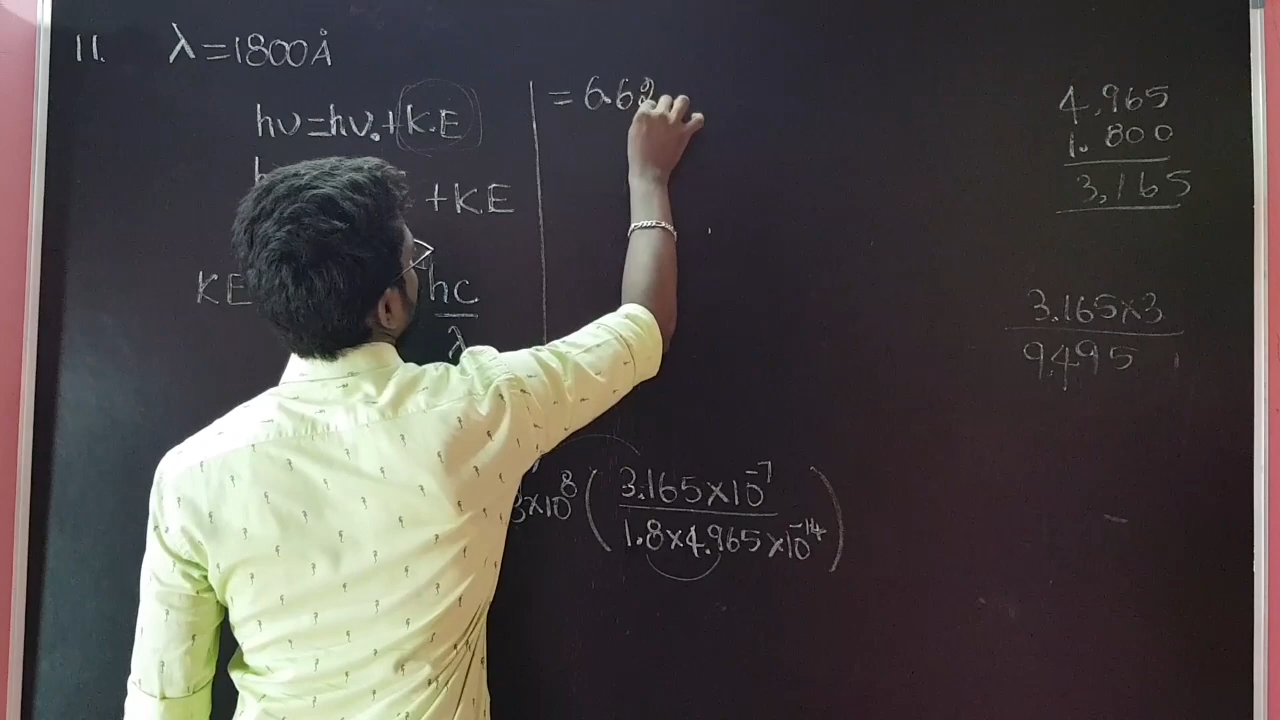 11. λ=1800Å
hυ=hυ₀+K.E
h
+K.E
KE
hc
λ
= 6.62
3×10⁸ ( 3.165×10⁻⁷
1.8×4.965×10⁻¹⁴ )
4,965
1.800
3,165
3.165×3
9.495